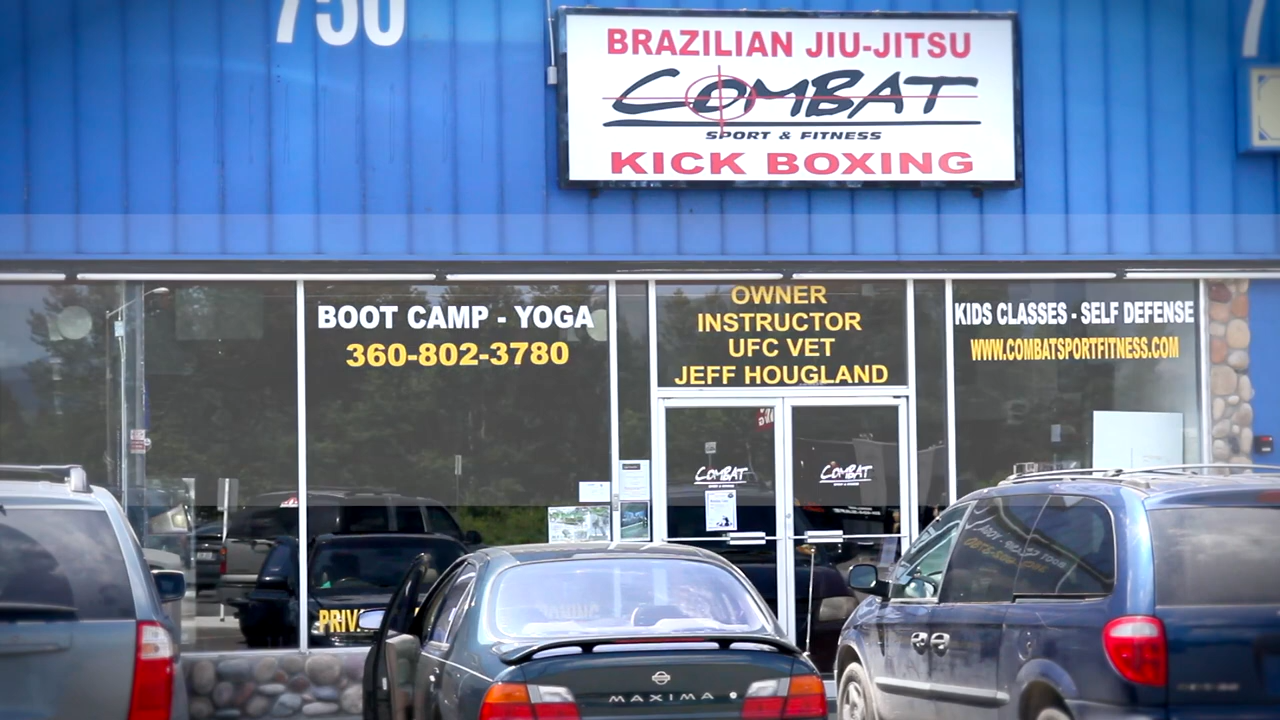 750
BRAZILIAN JIU-JITSU
COMBAT
SPORT & FITNESS
KICK BOXING
BOOT CAMP - YOGA
360-802-3780
OWNER
INSTRUCTOR
UFC VET
JEFF HOUGLAND
KIDS CLASSES - SELF DEFENSE
WWW.COMBATSPORTFITNESS.COM
COMBAT
COMBAT
PRIV
MAXIMA